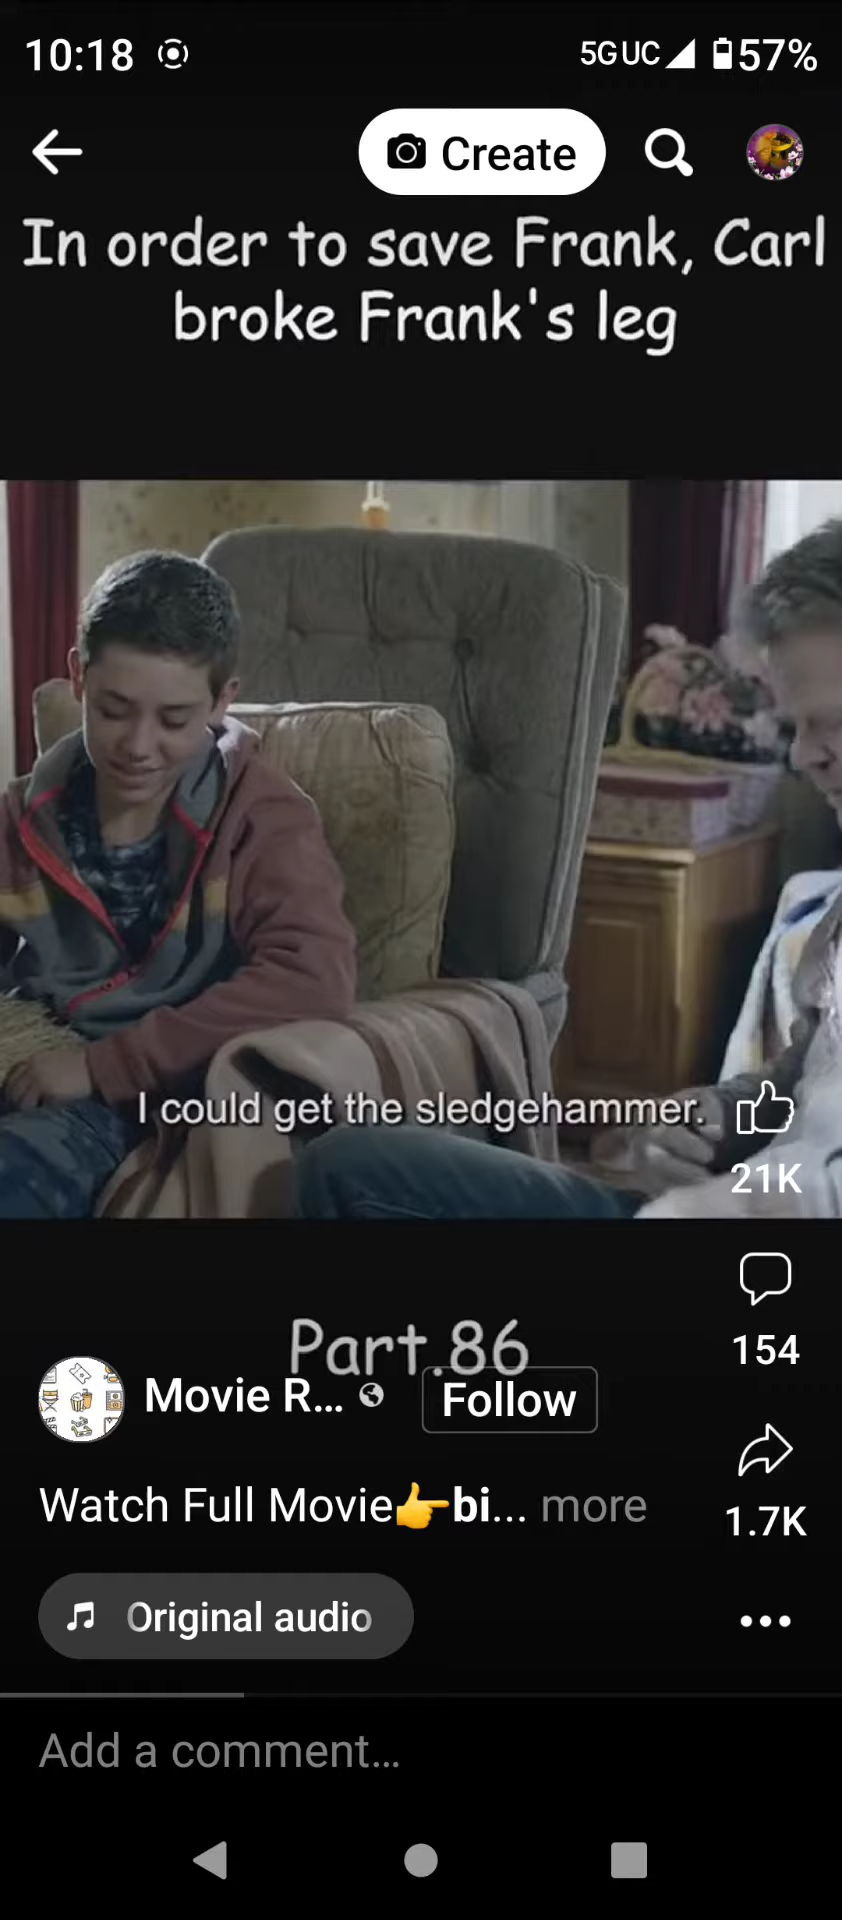 10:18
5G UC 57%
Create
In order to save Frank, Carl
broke Frank's leg
I could get the sledgehammer.
21K
154
Part.86
Movie R...
Follow
Watch Full Movie👉bi... more
1.7K
Original audio
Add a comment...